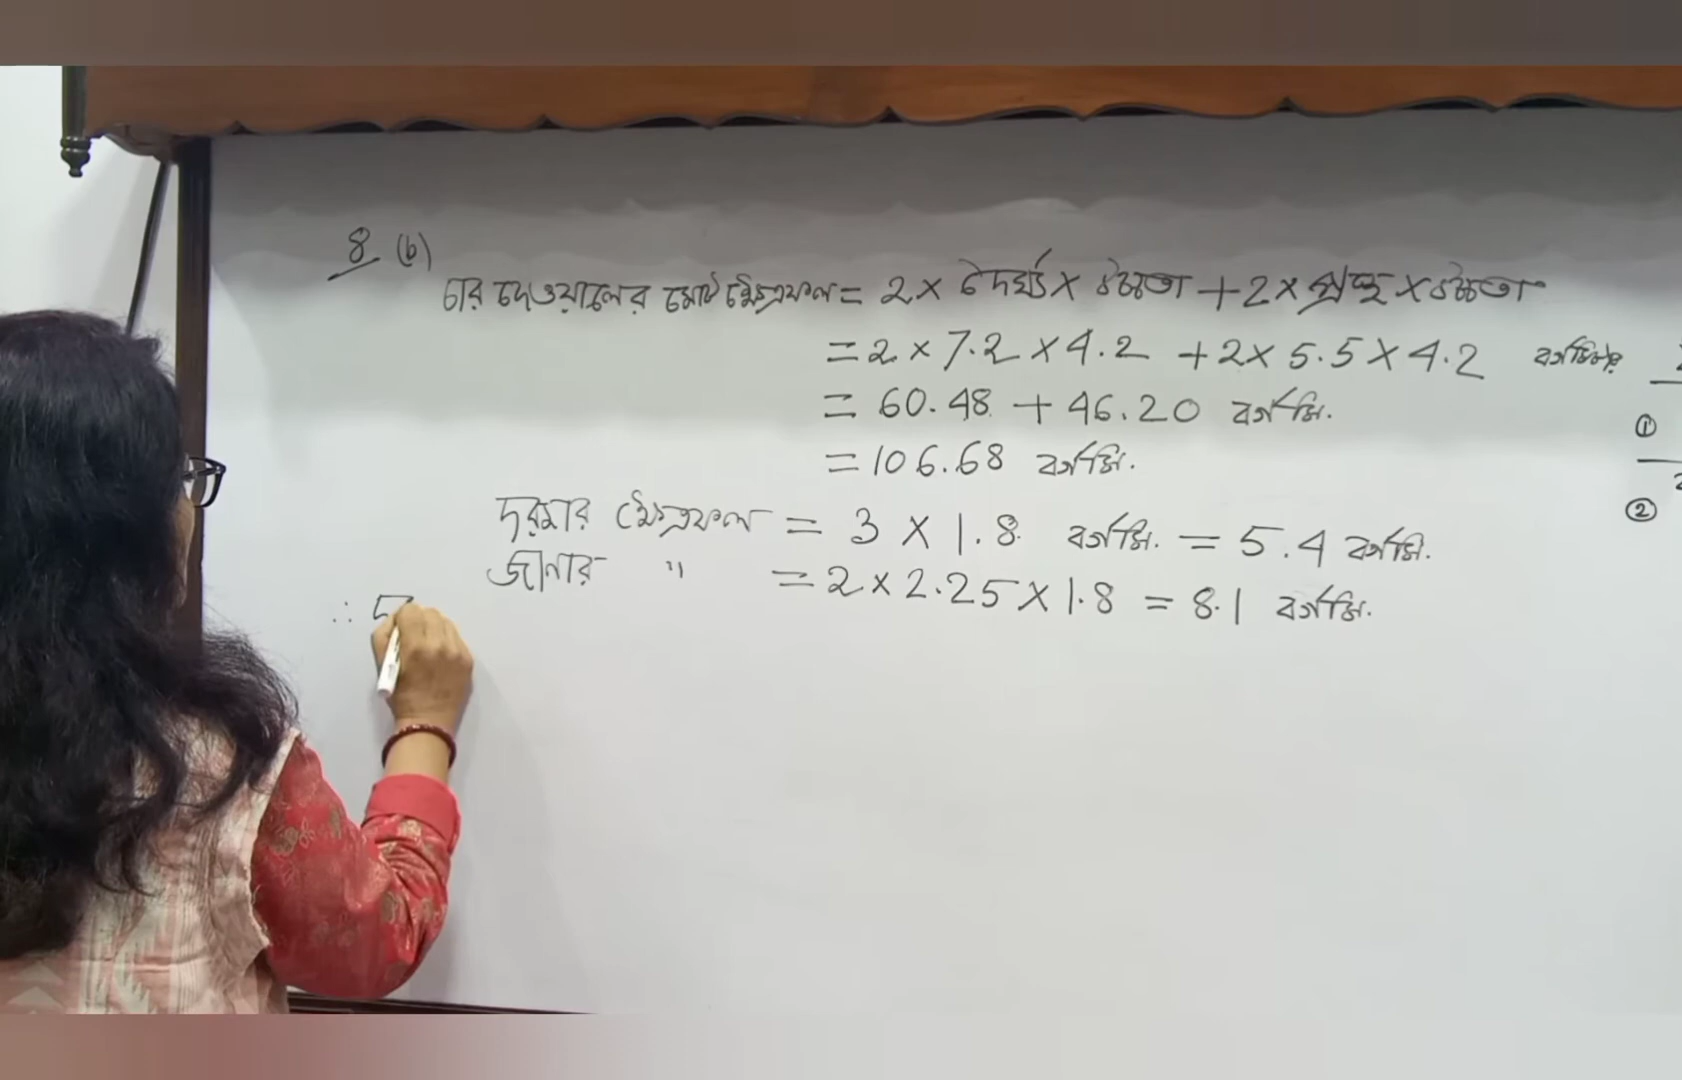 8 (b)
চার দেওয়ালের মোট ক্ষেত্রফল = 2 × দৈর্ঘ্য × উচ্চতা + 2 × প্রস্থ × উচ্চতা
= 2 × 7.2 × 4.2 + 2 × 5.5 × 4.2 বর্গমিটার
= 60.48 + 46.20 বর্গমি.
= 106.68 বর্গমি.
দরজার ক্ষেত্রফল = 3 × 1.8 বর্গমি. = 5.4 বর্গমি.
জানার " = 2 × 2.25 × 1.8 = 8.1 বর্গমি.
∴ দ
①
②